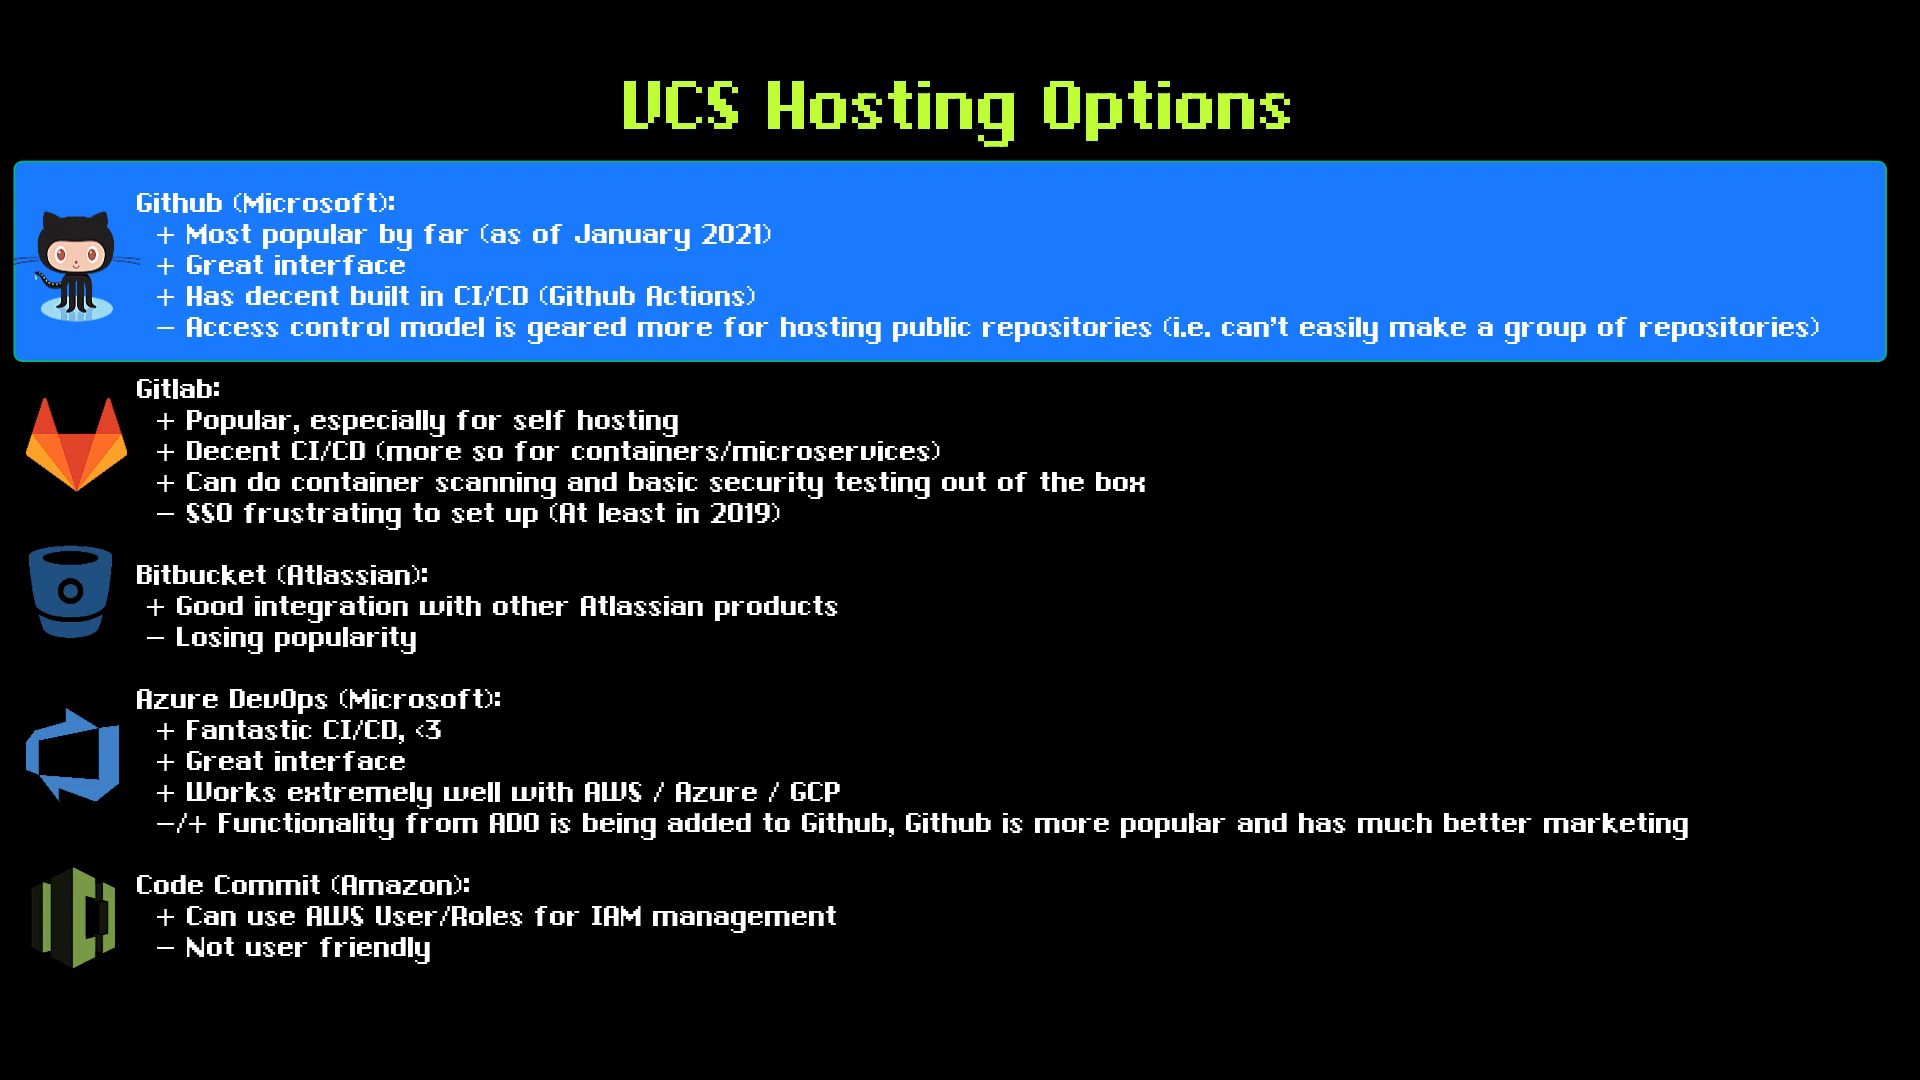 VCS Hosting Options
Github (Microsoft):
+ Most popular by far (as of January 2021)
+ Great interface
+ Has decent built in CI/CD (Github Actions)
- Access control model is geared more for hosting public repositories (i.e. can't easily make a group of repositories)
Gitlab:
+ Popular, especially for self hosting
+ Decent CI/CD (more so for containers/microservices)
+ Can do container scanning and basic security testing out of the box
- SSO frustrating to set up (At least in 2019)
Bitbucket (Atlassian):
+ Good integration with other Atlassian products
- Losing popularity
Azure DevOps (Microsoft):
+ Fantastic CI/CD, <3
+ Great interface
+ Works extremely well with AWS / Azure / GCP
-/+ Functionality from ADO is being added to Github, Github is more popular and has much better marketing
Code Commit (Amazon):
+ Can use AWS User/Roles for IAM management
- Not user friendly